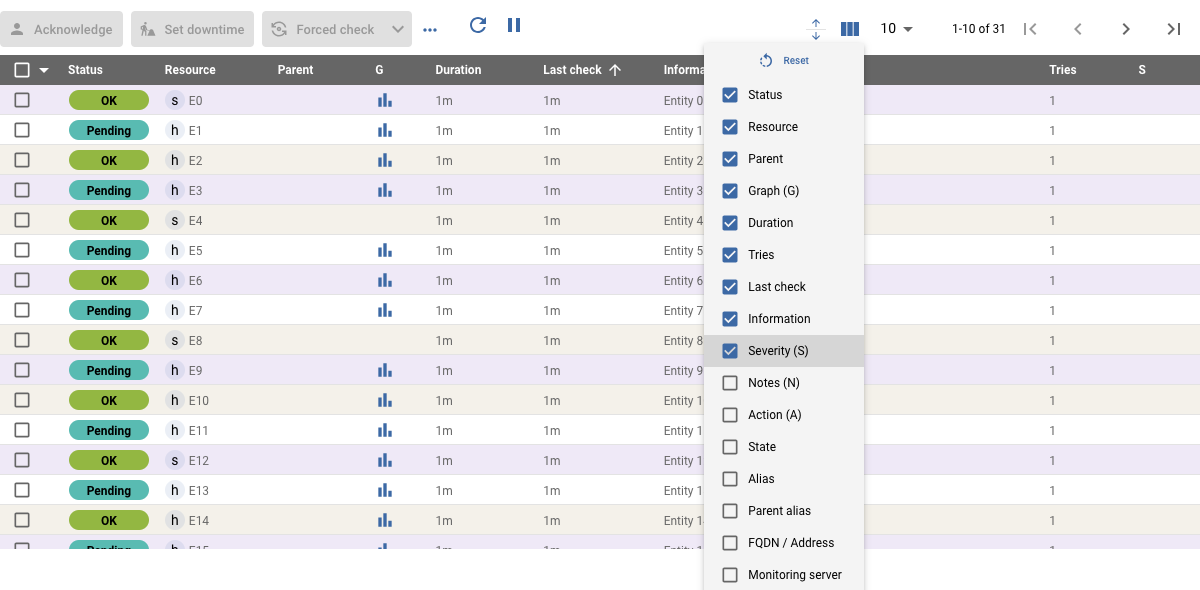 Acknowledge Set downtime Forced check 10 1-10 of 31
Status Resource Parent G Duration Last check Informa Tries S
Reset
OK s E0 1m 1m Entity 0 1
Pending h E1 1m 1m Entity 1 1
OK h E2 1m 1m Entity 2 1
Pending h E3 1m 1m Entity 3 1
OK s E4 1m 1m Entity 4 1
Pending h E5 1m 1m Entity 5 1
OK h E6 1m 1m Entity 6 1
Pending h E7 1m 1m Entity 7 1
OK s E8 1m 1m Entity 8 1
Pending h E9 1m 1m Entity 9 1
OK h E10 1m 1m Entity 1 1
Pending h E11 1m 1m Entity 1 1
OK s E12 1m 1m Entity 1 1
Pending h E13 1m 1m Entity 1 1
OK h E14 1m 1m Entity 1 1
Status
Resource
Parent
Graph (G)
Duration
Tries
Last check
Information
Severity (S)
Notes (N)
Action (A)
State
Alias
Parent alias
FQDN / Address
Monitoring server